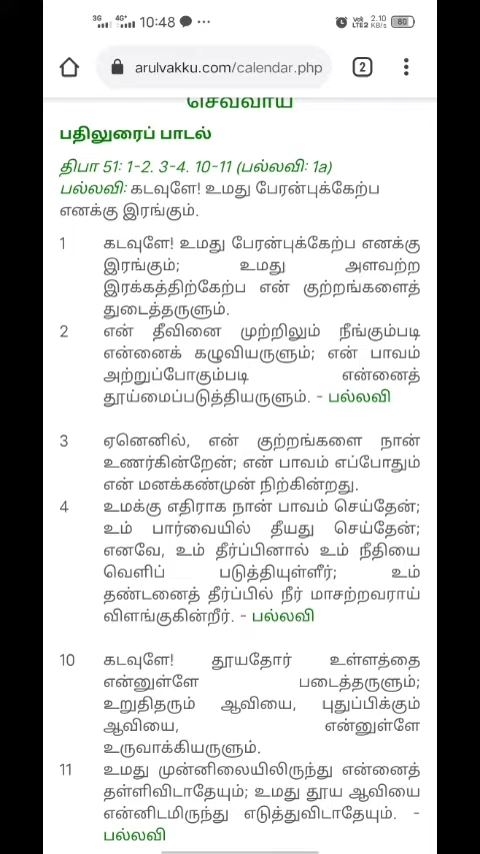 3G 4G+ 10:48 VoI LTE2 2.10 KB/s 80
arulvakku.com/calendar.php 2
செவ்வாய்
பதிலுரைப் பாடல்
திபா 51: 1-2. 3-4. 10-11 (பல்லவி: 1a)
பல்லவி: கடவுளே! உமது பேரன்புக்கேற்ப
எனக்கு இரங்கும்.
1 கடவுளே! உமது பேரன்புக்கேற்ப எனக்கு
இரங்கும்; உமது அளவற்ற
இரக்கத்திற்கேற்ப என் குற்றங்களைத்
துடைத்தருளும்.
2 என் தீவினை முற்றிலும் நீங்கும்படி
என்னைக் கழுவியருளும்; என் பாவம்
அற்றுப்போகும்படி என்னைத்
தூய்மைப்படுத்தியருளும். - பல்லவி
3 ஏனெனில், என் குற்றங்களை நான்
உணர்கின்றேன்; என் பாவம் எப்போதும்
என் மனக்கண்முன் நிற்கின்றது.
4 உமக்கு எதிராக நான் பாவம் செய்தேன்;
உம் பார்வையில் தீயது செய்தேன்;
எனவே, உம் தீர்ப்பினால் உம் நீதியை
வெளிப் படுத்தியுள்ளீர்; உம்
தண்டனைத் தீர்ப்பில் நீர் மாசற்றவராய்
விளங்குகின்றீர். - பல்லவி
10 கடவுளே! தூயதோர் உள்ளத்தை
என்னுள்ளே படைத்தருளும்;
உறுதிதரும் ஆவியை, புதுப்பிக்கும்
ஆவியை, என்னுள்ளே
உருவாக்கியருளும்.
11 உமது முன்னிலையிலிருந்து என்னைத்
தள்ளிவிடாதேயும்; உமது தூய ஆவியை
என்னிடமிருந்து எடுத்துவிடாதேயும். -
பல்லவி